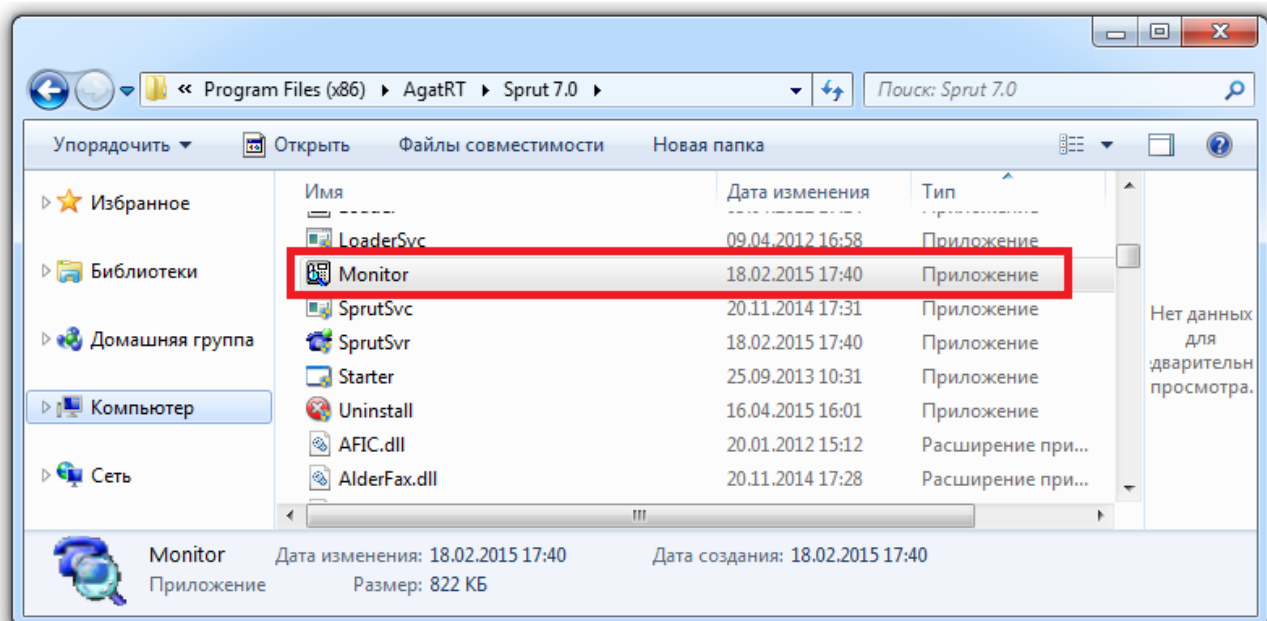 « Program Files (x86) AgatRT Sprut 7.0 Поиск: Sprut 7.0
Упорядочить Открыть Файлы совместимости Новая папка
Избранное
Библиотеки
Домашняя группа
Компьютер
Сеть
Имя Дата изменения Тип
LoaderSvc 09.04.2012 16:58 Приложение
Monitor 18.02.2015 17:40 Приложение
SprutSvc 20.11.2014 17:31 Приложение
SprutSvr 18.02.2015 17:40 Приложение
Starter 25.09.2013 10:31 Приложение
Uninstall 16.04.2015 16:01 Приложение
AFIC.dll 20.01.2012 15:12 Расширение при...
AlderFax.dll 20.11.2014 17:28 Расширение при...
Нет данных
для
дварительн
просмотра.
Monitor Дата изменения: 18.02.2015 17:40 Дата создания: 18.02.2015 17:40
Приложение Размер: 822 КБ